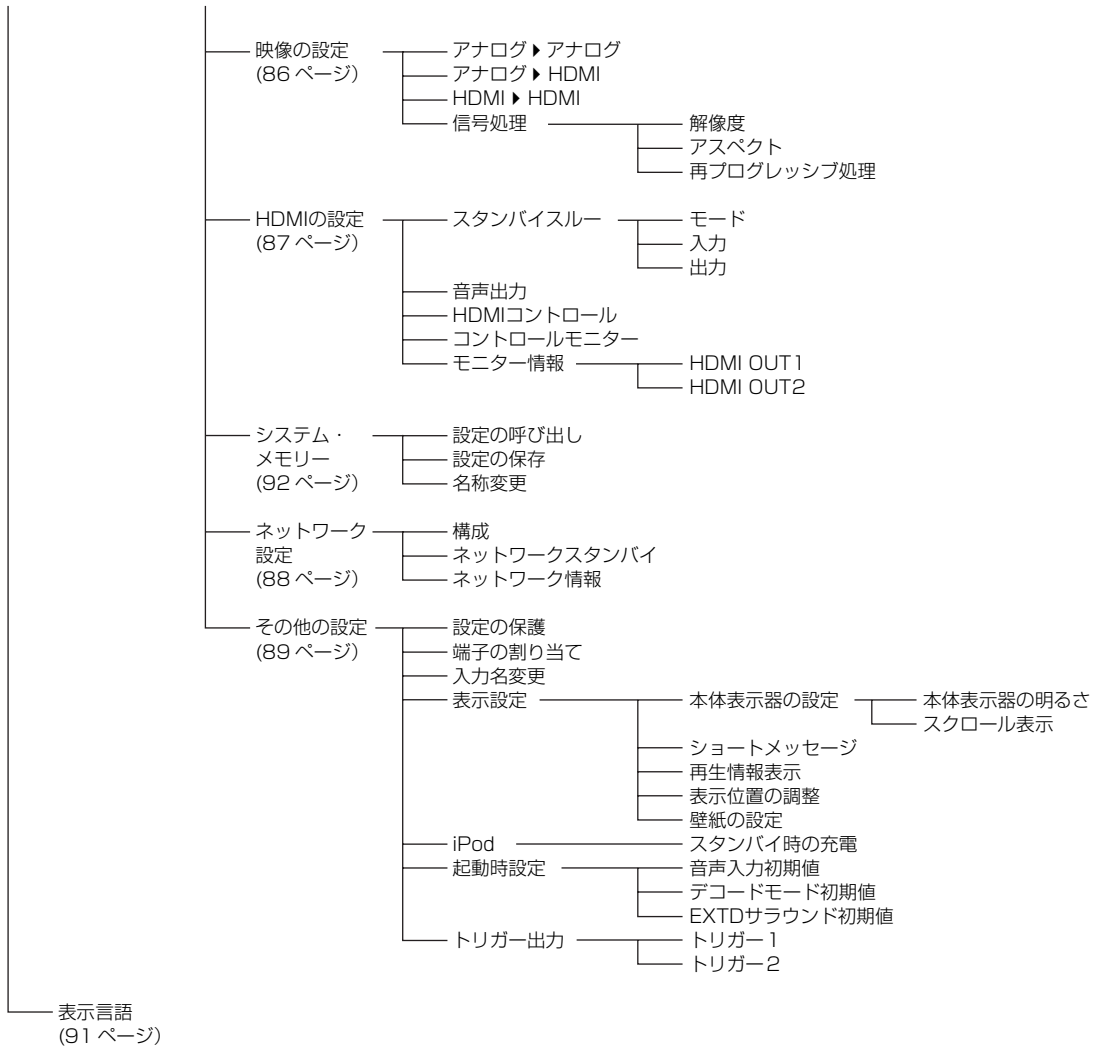 映像の設定
(86 ページ)
アナログ▶アナログ
アナログ▶HDMI
HDMI▶HDMI
信号処理
解像度
アスペクト
再プログレッシブ処理
HDMIの設定
(87 ページ)
スタンバイスルー
モード
入力
出力
音声出力
HDMIコントロール
コントロールモニター
モニター情報
HDMI OUT1
HDMI OUT2
システム・
メモリー
(92 ページ)
設定の呼び出し
設定の保存
名称変更
ネットワーク
設定
(88 ページ)
構成
ネットワークスタンバイ
ネットワーク情報
その他の設定
(89 ページ)
設定の保護
端子の割り当て
入力名変更
表示設定
本体表示器の設定
本体表示器の明るさ
スクロール表示
ショートメッセージ
再生情報表示
表示位置の調整
壁紙の設定
iPod
スタンバイ時の充電
起動時設定
音声入力初期値
デコードモード初期値
EXTDサラウンド初期値
トリガー出力
トリガー1
トリガー2
表示言語
(91 ページ)